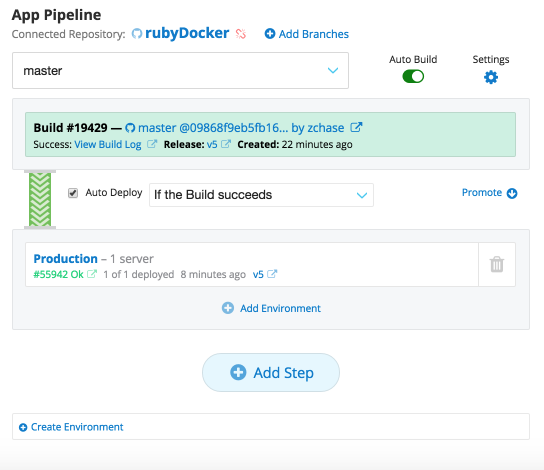 App Pipeline
Connected Repository: rubyDocker Add Branches
master
Auto Build
Settings
Build #19429 — master @09868f9eb5fb16... by zchase
Success: View Build Log Release: v5 Created: 22 minutes ago
Auto Deploy If the Build succeeds Promote
Production – 1 server
#55942 Ok 1 of 1 deployed 8 minutes ago v5
Add Environment
Add Step
Create Environment